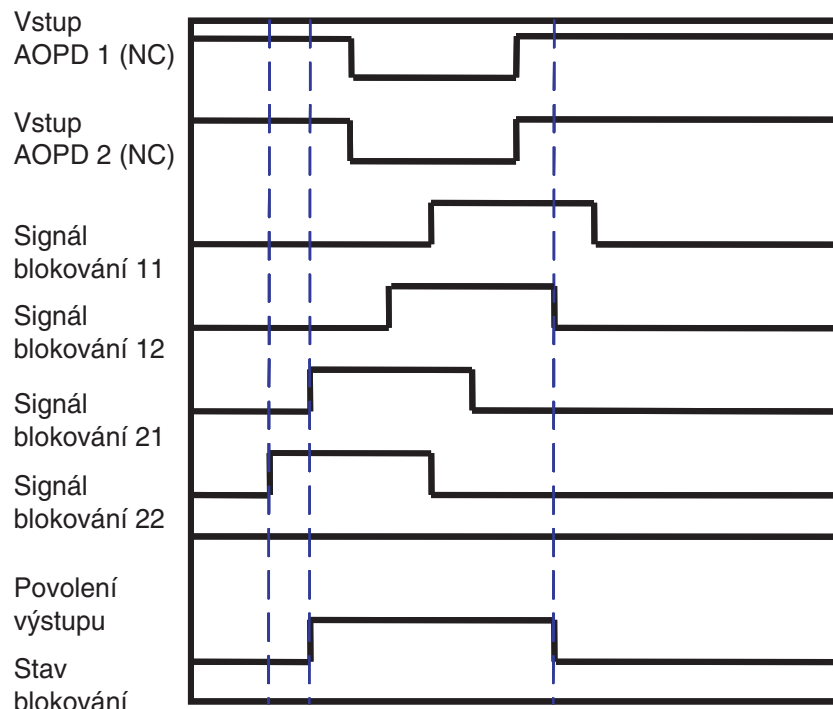 Vstup
AOPD 1 (NC)
Vstup
AOPD 2 (NC)
Signál
blokování 11
Signál
blokování 12
Signál
blokování 21
Signál
blokování 22
Povolení
výstupu
Stav
blokování